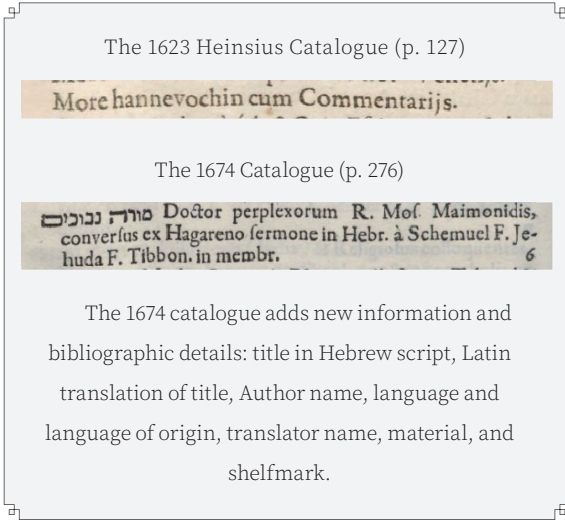 The 1623 Heinsius Catalogue (p. 127)
More hannevochin cum Commentarijs.
The 1674 Catalogue (p. 276)
מורה נבוכים Doctor perplexorum R. Moſ. Maimonidis,
converſus ex Hagareno ſermone in Hebr. à Schemuel F. Je-
huda F. Tibbon. in membr. 6
The 1674 catalogue adds new information and
bibliographic details: title in Hebrew script, Latin
translation of title, Author name, language and
language of origin, translator name, material, and
shelfmark.